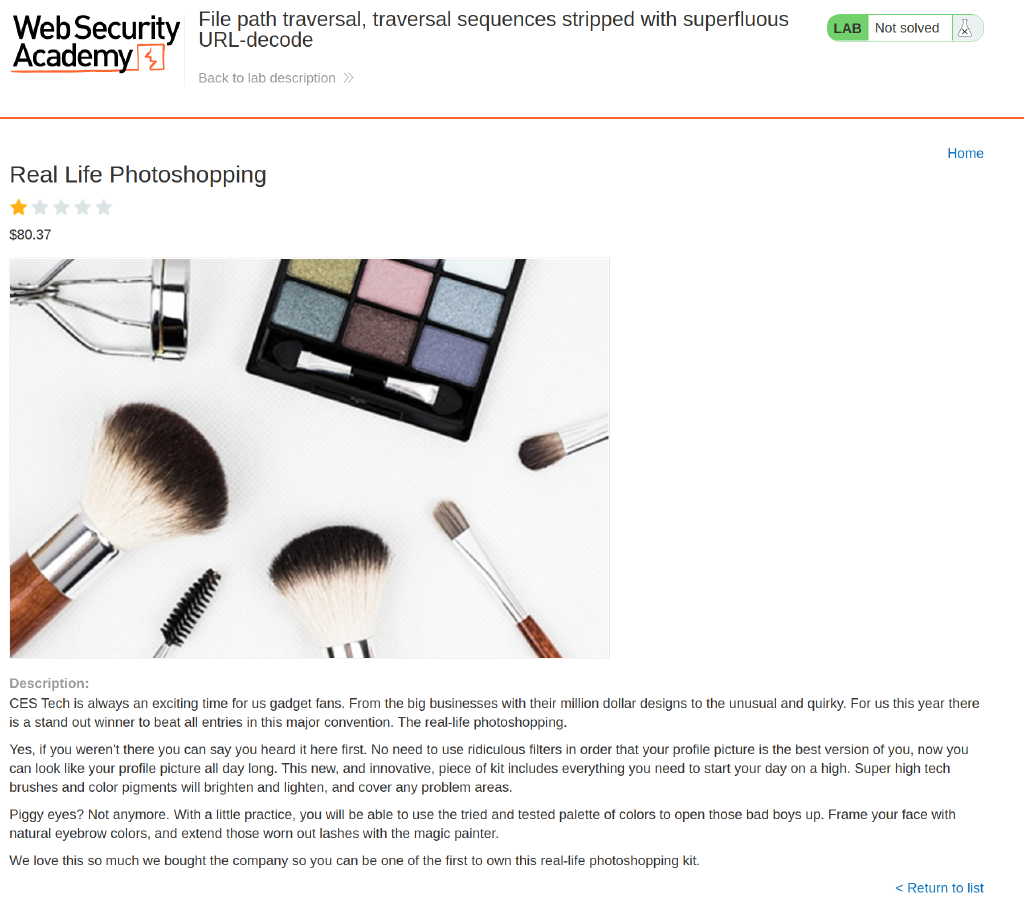 WebSecurity
Academy
File path traversal, traversal sequences stripped with superfluous
URL-decode
Back to lab description
LAB Not solved
Home
Real Life Photoshopping
$80.37
Description:
CES Tech is always an exciting time for us gadget fans. From the big businesses with their million dollar designs to the unusual and quirky. For us this year there
is a stand out winner to beat all entries in this major convention. The real-life photoshopping.
Yes, if you weren't there you can say you heard it here first. No need to use ridiculous filters in order that your profile picture is the best version of you, now you
can look like your profile picture all day long. This new, and innovative, piece of kit includes everything you need to start your day on a high. Super high tech
brushes and color pigments will brighten and lighten, and cover any problem areas.
Piggy eyes? Not anymore. With a little practice, you will be able to use the tried and tested palette of colors to open those bad boys up. Frame your face with
natural eyebrow colors, and extend those worn out lashes with the magic painter.
We love this so much we bought the company so you can be one of the first to own this real-life photoshopping kit.
< Return to list